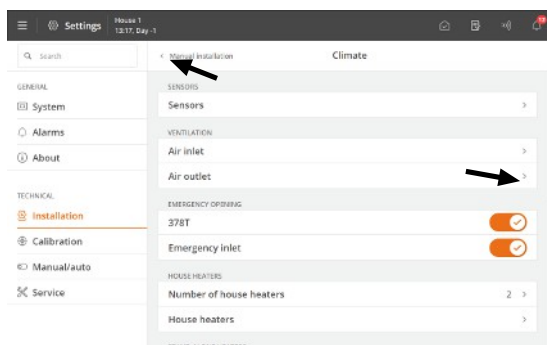 Settings
House 1
13:17, Day -1
13
Search
Manual installation
Climate
GENERAL
System
Alarms
About
TECHNICAL
Installation
Calibration
Manual/auto
Service
SENSORS
Sensors
VENTILATION
Air inlet
Air outlet
EMERGENCY OPENING
378T
Emergency inlet
HOUSE HEATERS
Number of house heaters 2
House heaters